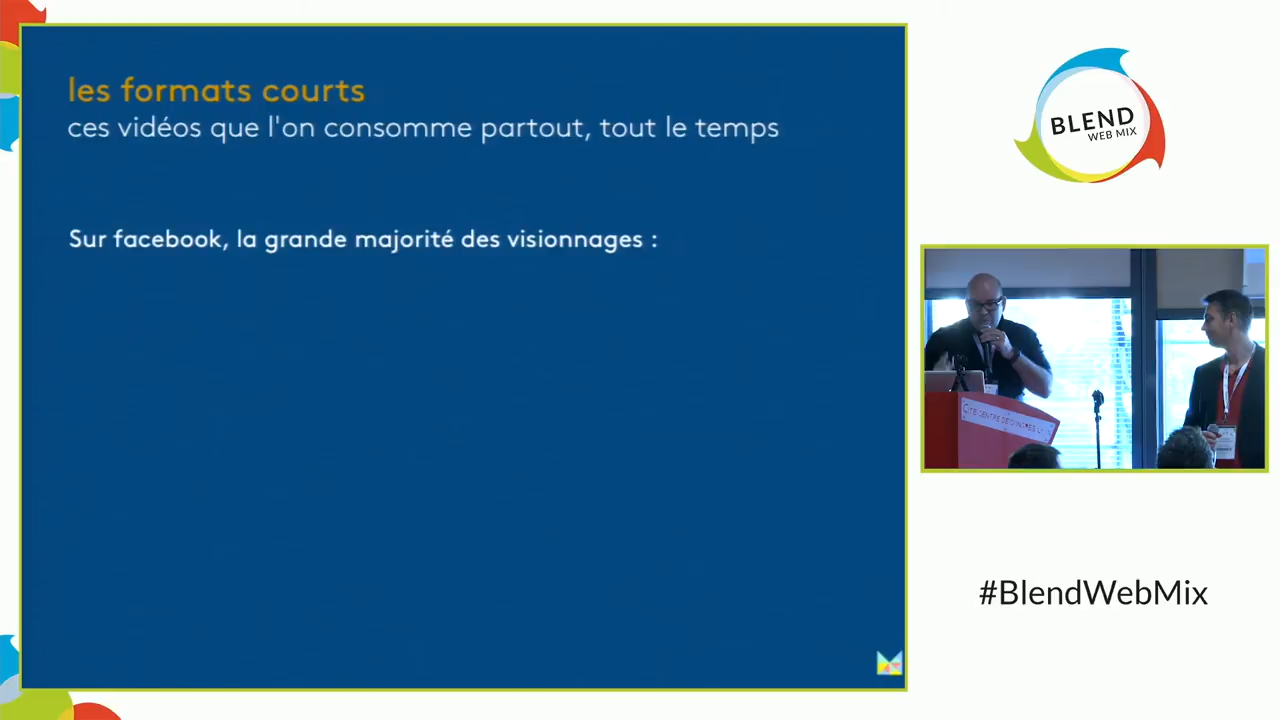 les formats courts
ces vidéos que l'on consomme partout, tout le temps
Sur facebook, la grande majorité des visionnages :
BLEND
WEB MIX
#BlendWebMix